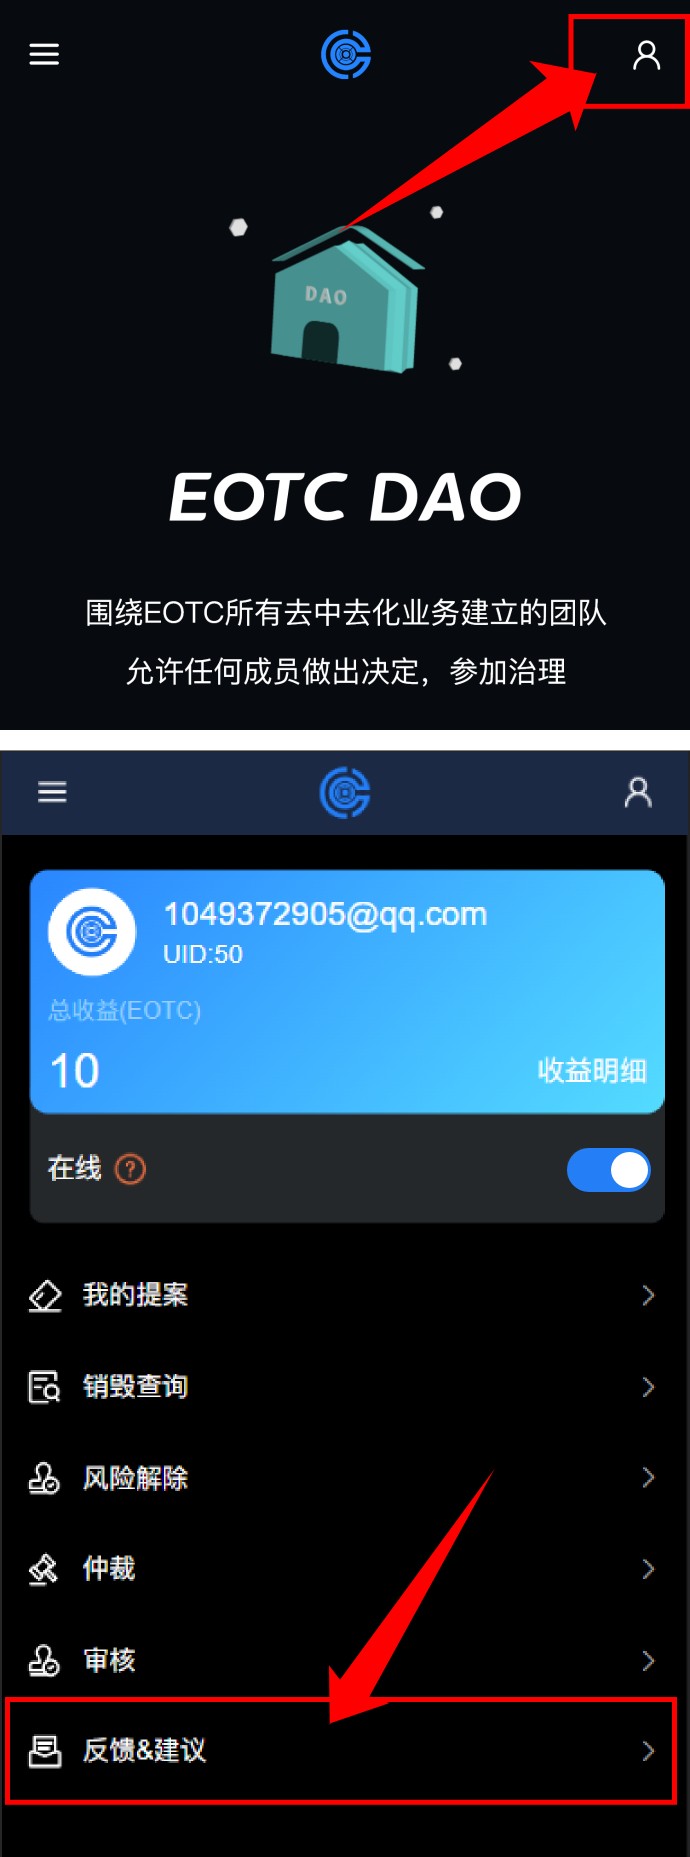 DAO
EOTC DAO
围绕EOTC所有去中去化业务建立的团队
允许任何成员做出决定，参加治理
1049372905@qq.com
UID:50
总收益(EOTC)
10
收益明细
在线 ?
我的提案
销毁查询
风险解除
仲裁
审核
反馈&建议